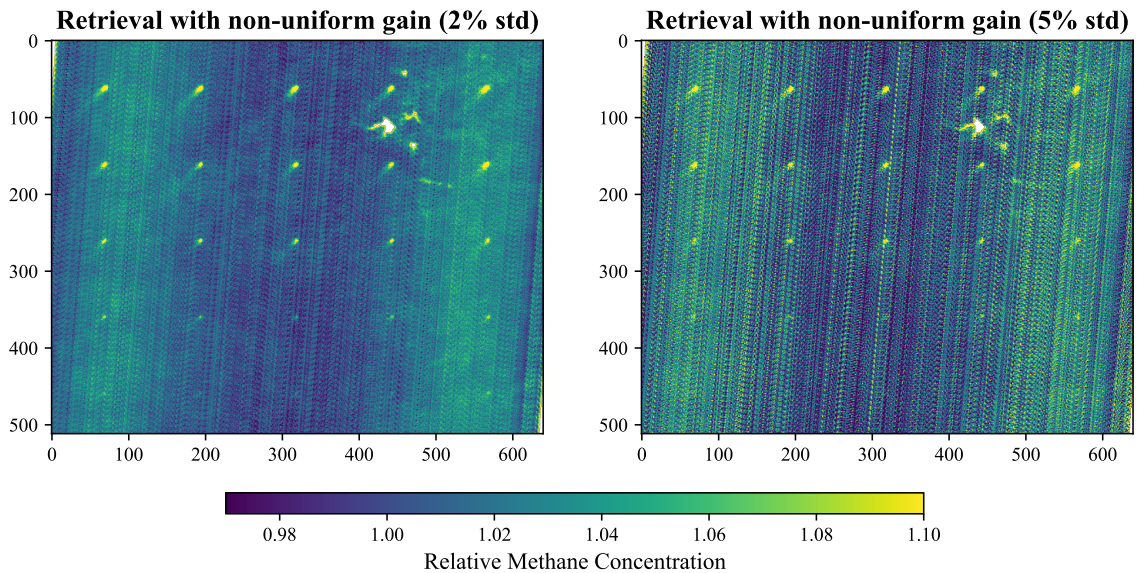 Retrieval with non-uniform gain (2% std)
Retrieval with non-uniform gain (5% std)
0
100
200
300
400
500
0 100 200 300 400 500 600
0
100
200
300
400
500
0 100 200 300 400 500 600
0.98 1.00 1.02 1.04 1.06 1.08 1.10
Relative Methane Concentration